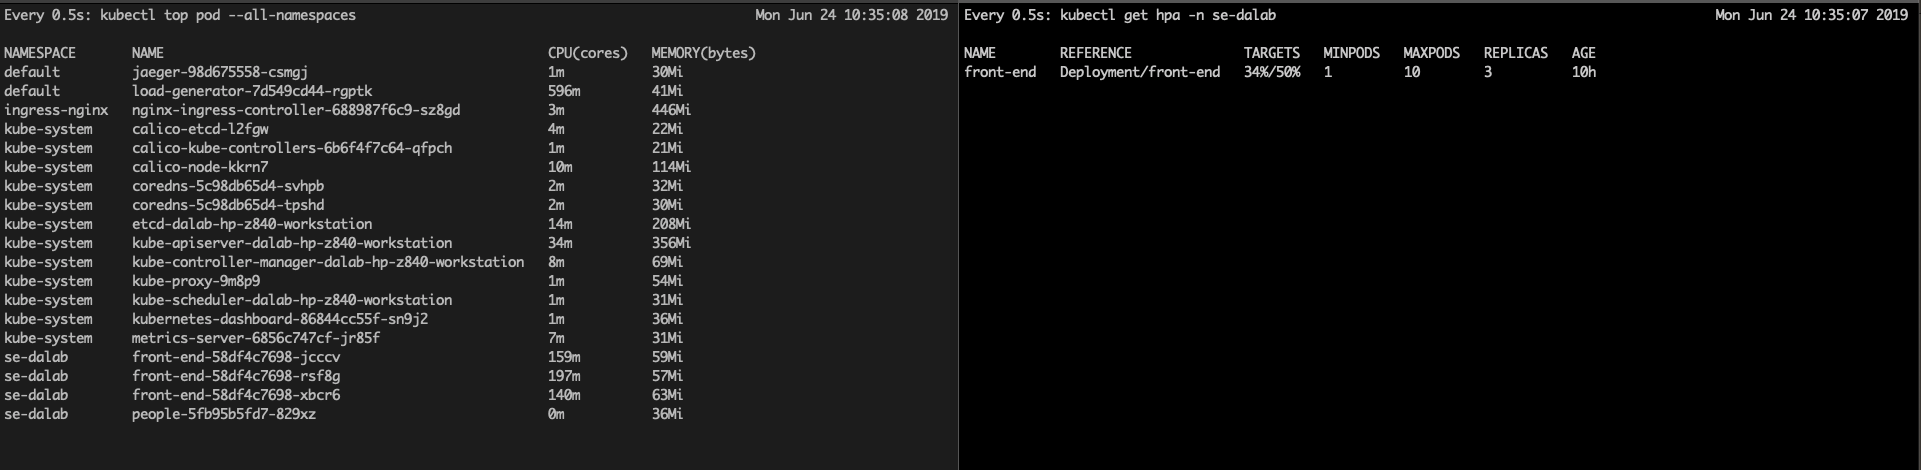 Every 0.5s: kubectl top pod --all-namespaces Mon Jun 24 10:35:08 2019
NAMESPACE NAME CPU(cores) MEMORY(bytes)
default jaeger-98d675558-csmgj 1m 30Mi
default load-generator-7d549cd44-rgptk 596m 41Mi
ingress-nginx nginx-ingress-controller-688987f6c9-sz8gd 3m 446Mi
kube-system calico-etcd-l2fgw 4m 22Mi
kube-system calico-kube-controllers-6b6f4f7c64-qfpch 1m 21Mi
kube-system calico-node-kkrn7 10m 114Mi
kube-system coredns-5c98db65d4-svhpb 2m 32Mi
kube-system coredns-5c98db65d4-tpshd 2m 30Mi
kube-system etcd-dalab-hp-z840-workstation 14m 208Mi
kube-system kube-apiserver-dalab-hp-z840-workstation 34m 356Mi
kube-system kube-controller-manager-dalab-hp-z840-workstation 8m 69Mi
kube-system kube-proxy-9m8p9 1m 54Mi
kube-system kube-scheduler-dalab-hp-z840-workstation 1m 31Mi
kube-system kubernetes-dashboard-86844cc55f-sn9j2 1m 36Mi
kube-system metrics-server-6856c747cf-jr85f 7m 31Mi
se-dalab front-end-58df4c7698-jcccv 159m 59Mi
se-dalab front-end-58df4c7698-rsf8g 197m 57Mi
se-dalab front-end-58df4c7698-xbcr6 140m 63Mi
se-dalab people-5fb95b5fd7-829xz 0m 36Mi
Every 0.5s: kubectl get hpa -n se-dalab Mon Jun 24 10:35:07 2019
NAME REFERENCE TARGETS MINPODS MAXPODS REPLICAS AGE
front-end Deployment/front-end 34%/50% 1 10 3 10h